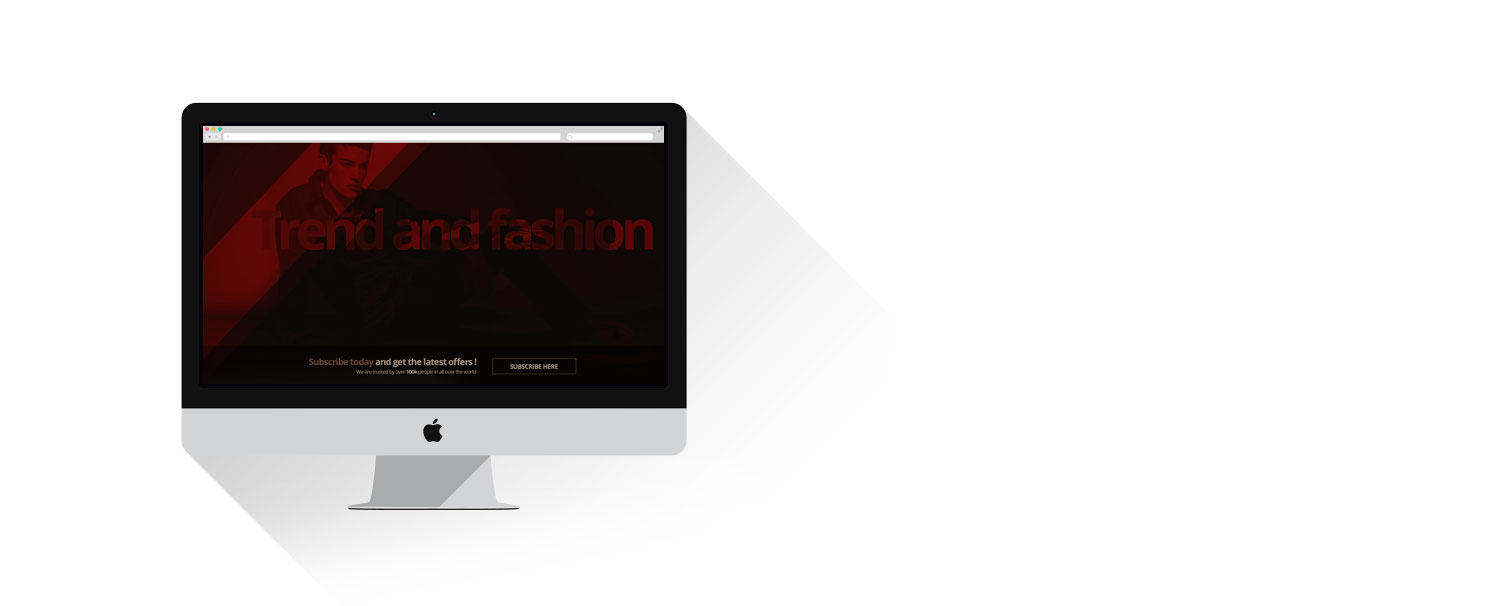 Trend and fashion
Subscribe today and get the latest offers !
We are trusted by over 100k people in all over the world
SUBSCRIBE HERE